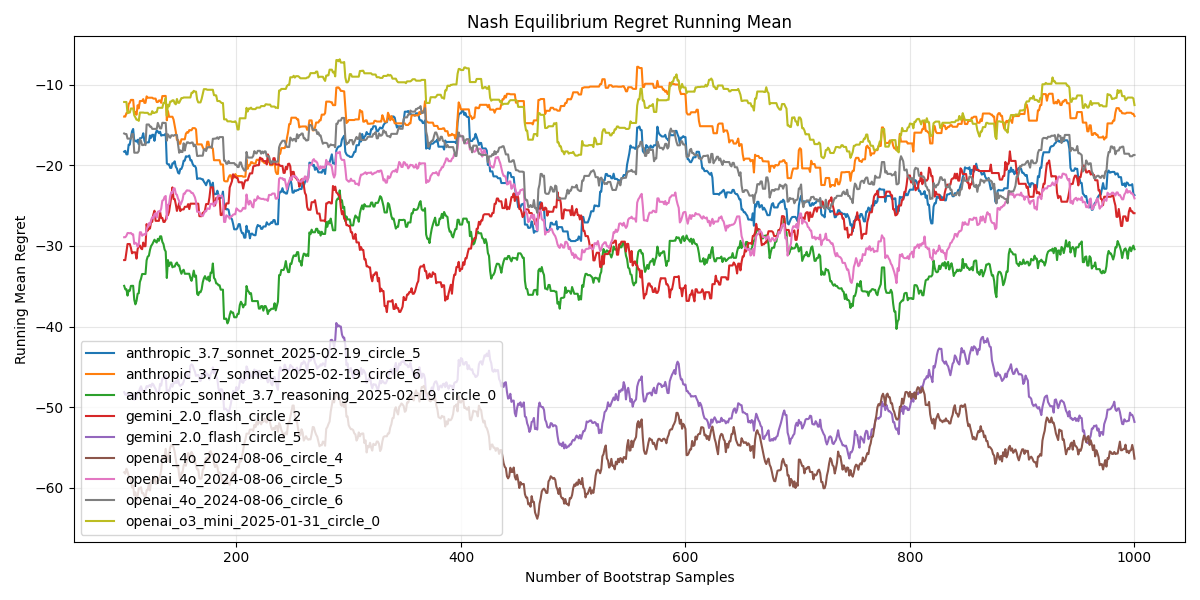 Nash Equilibrium Regret Running Mean
Running Mean Regret
−10
−20
−30
−40
−50
−60
anthropic_3.7_sonnet_2025-02-19_circle_5
anthropic_3.7_sonnet_2025-02-19_circle_6
anthropic_sonnet_3.7_reasoning_2025-02-19_circle_0
gemini_2.0_flash_circle_2
gemini_2.0_flash_circle_5
openai_4o_2024-08-06_circle_4
openai_4o_2024-08-06_circle_5
openai_4o_2024-08-06_circle_6
openai_o3_mini_2025-01-31_circle_0
200
400
600
800
1000
Number of Bootstrap Samples